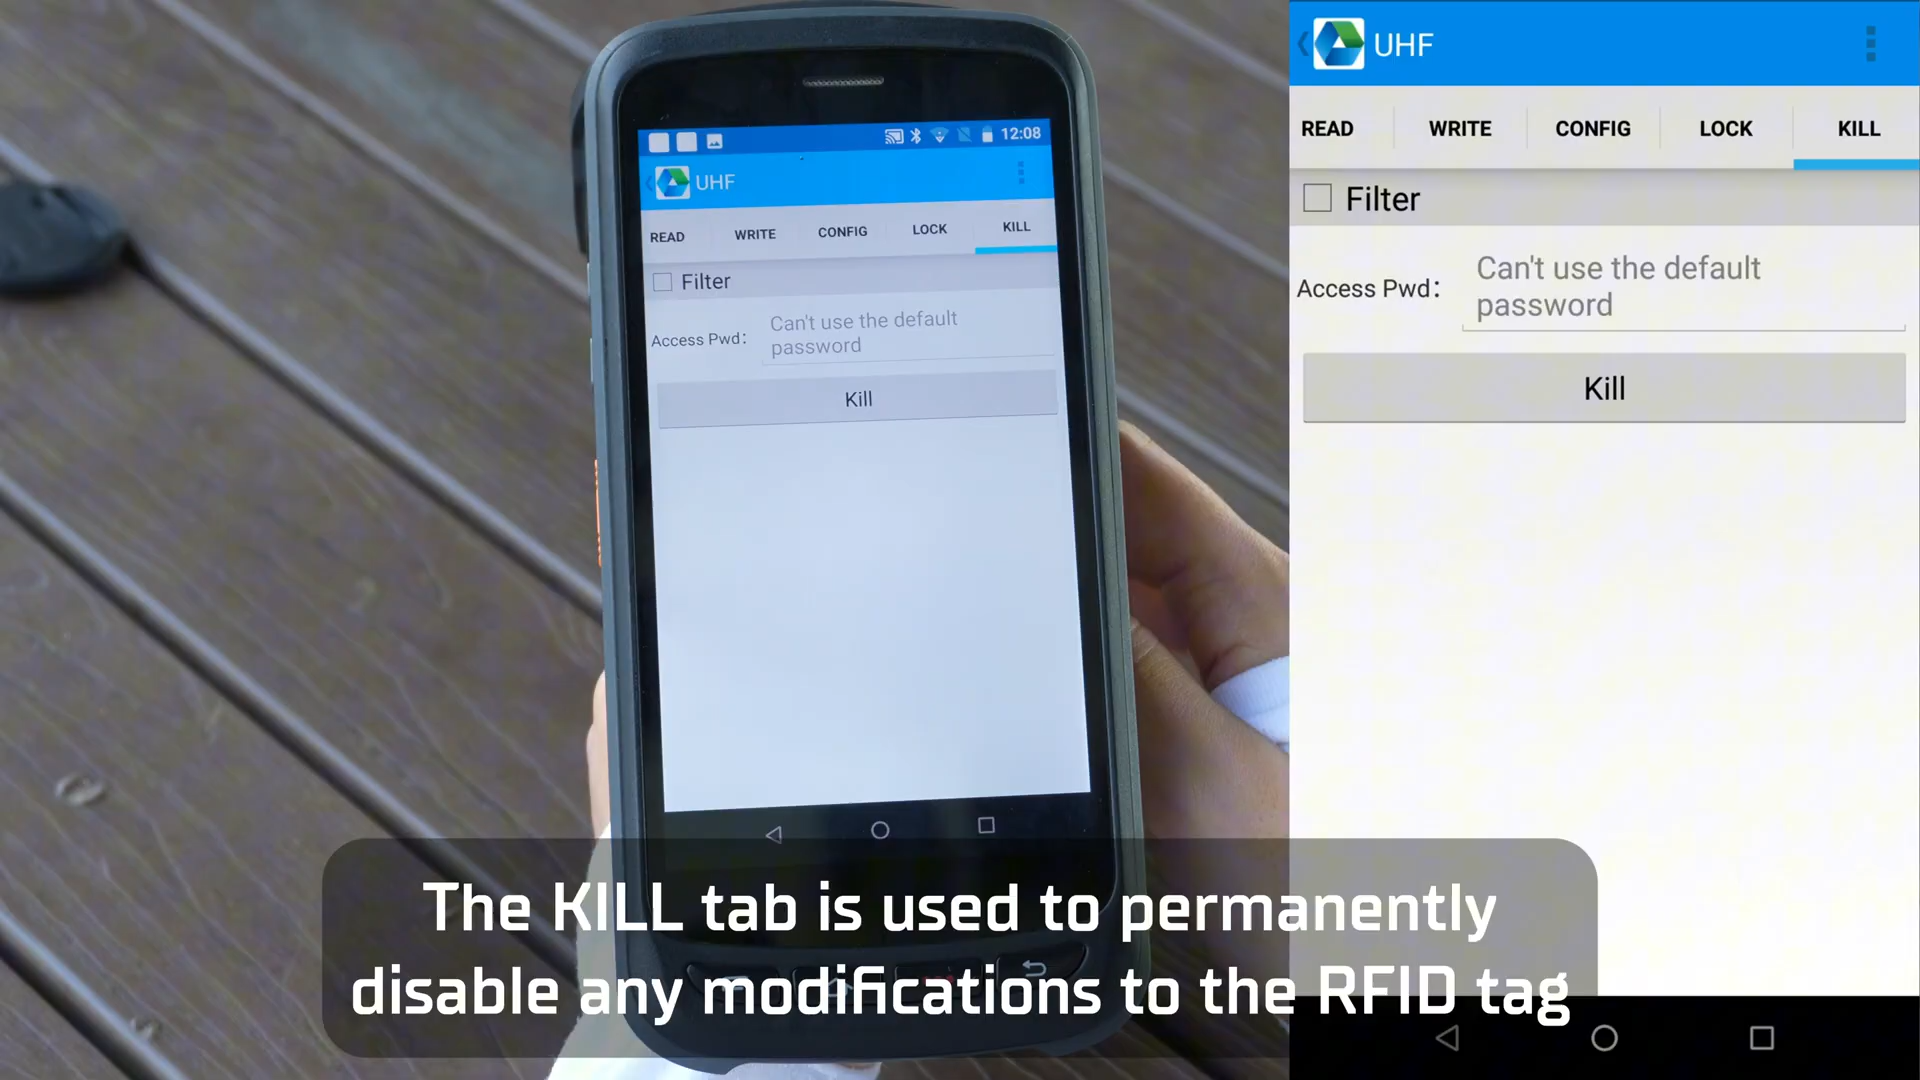 12:08
UHF
READ WRITE CONFIG LOCK KILL
Filter
Access Pwd:
Can't use the default
password
Kill
UHF
READ WRITE CONFIG LOCK KILL
Filter
Access Pwd:
Can't use the default
password
Kill
The KILL tab is used to permanently
disable any modifications to the RFID tag